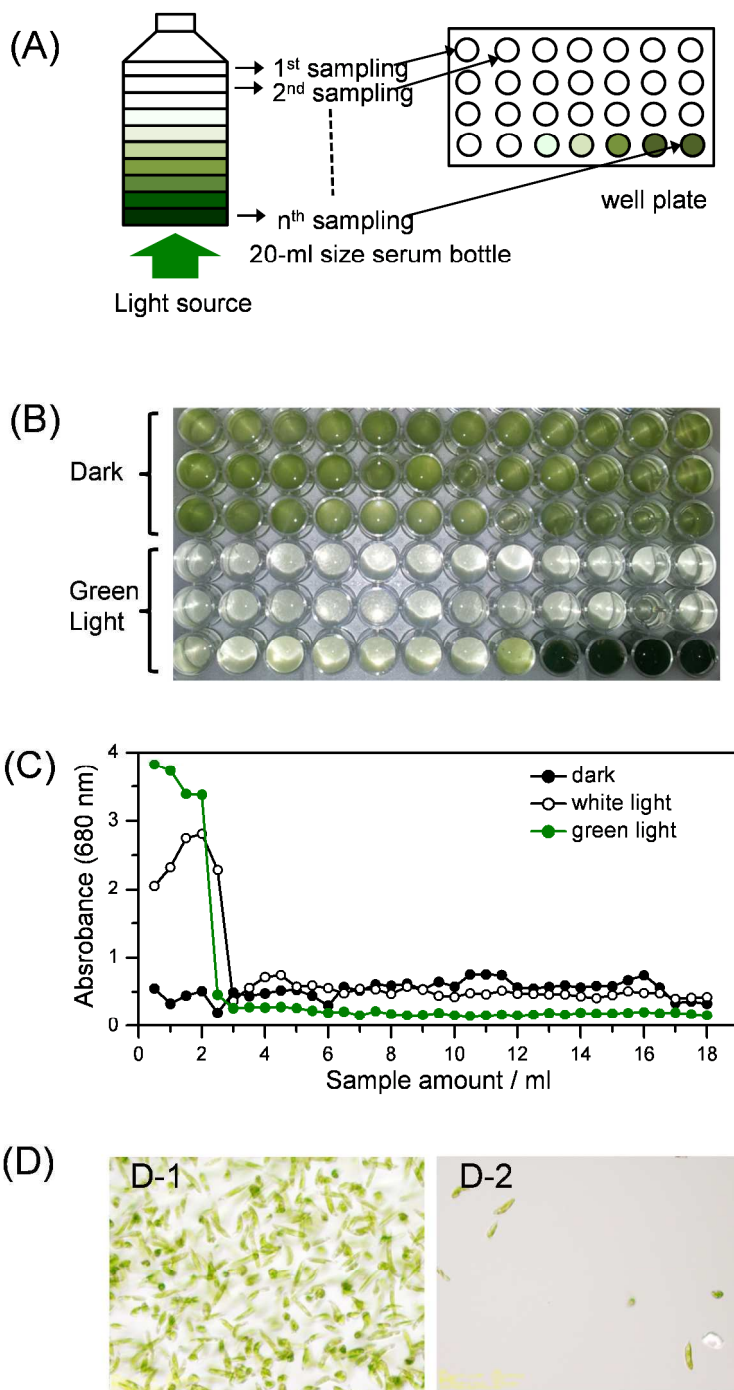 (A)
1st sampling
2nd sampling
nth sampling
20-ml size serum bottle
well plate
Light source
(B)
Dark
Green
Light
(C)
4
3
2
1
0
Absrobance (680 nm)
dark
white light
green light
0 2 4 6 8 10 12 14 16 18
Sample amount / ml
(D)
D-1
D-2